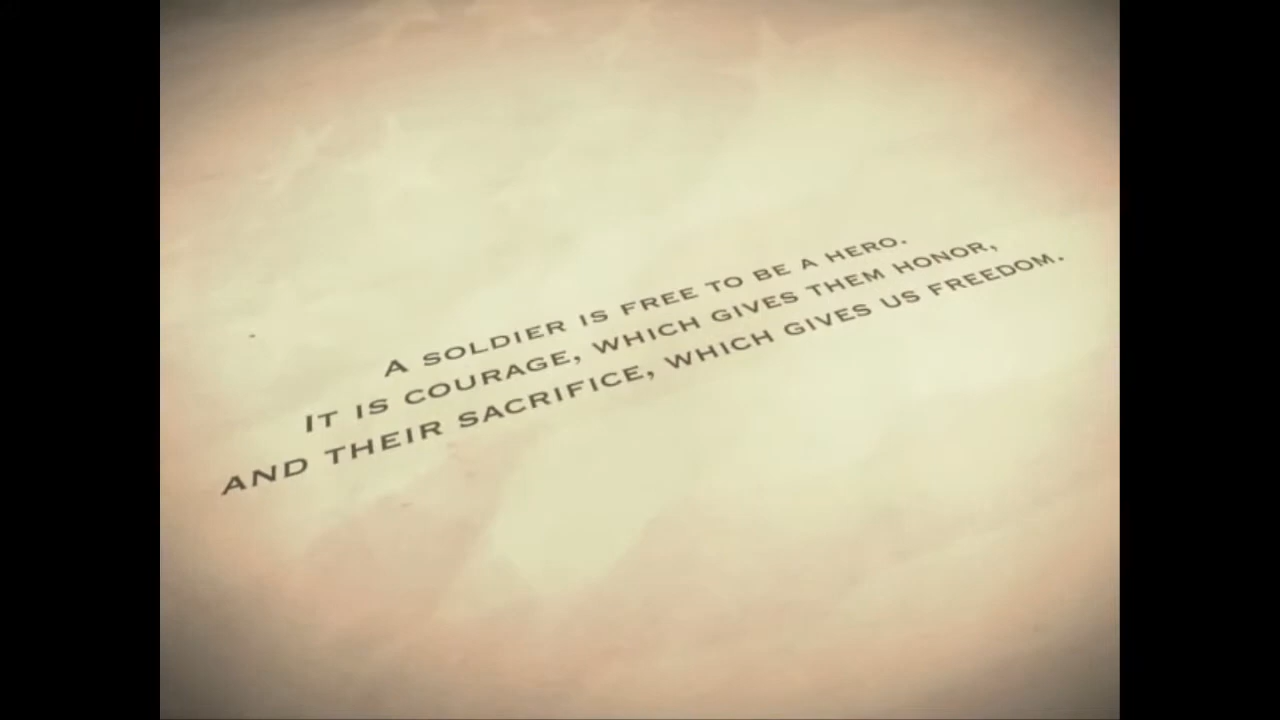 A SOLDIER IS FREE TO BE A HERO.
IT IS COURAGE, WHICH GIVES THEM HONOR,
AND THEIR SACRIFICE, WHICH GIVES US FREEDOM.